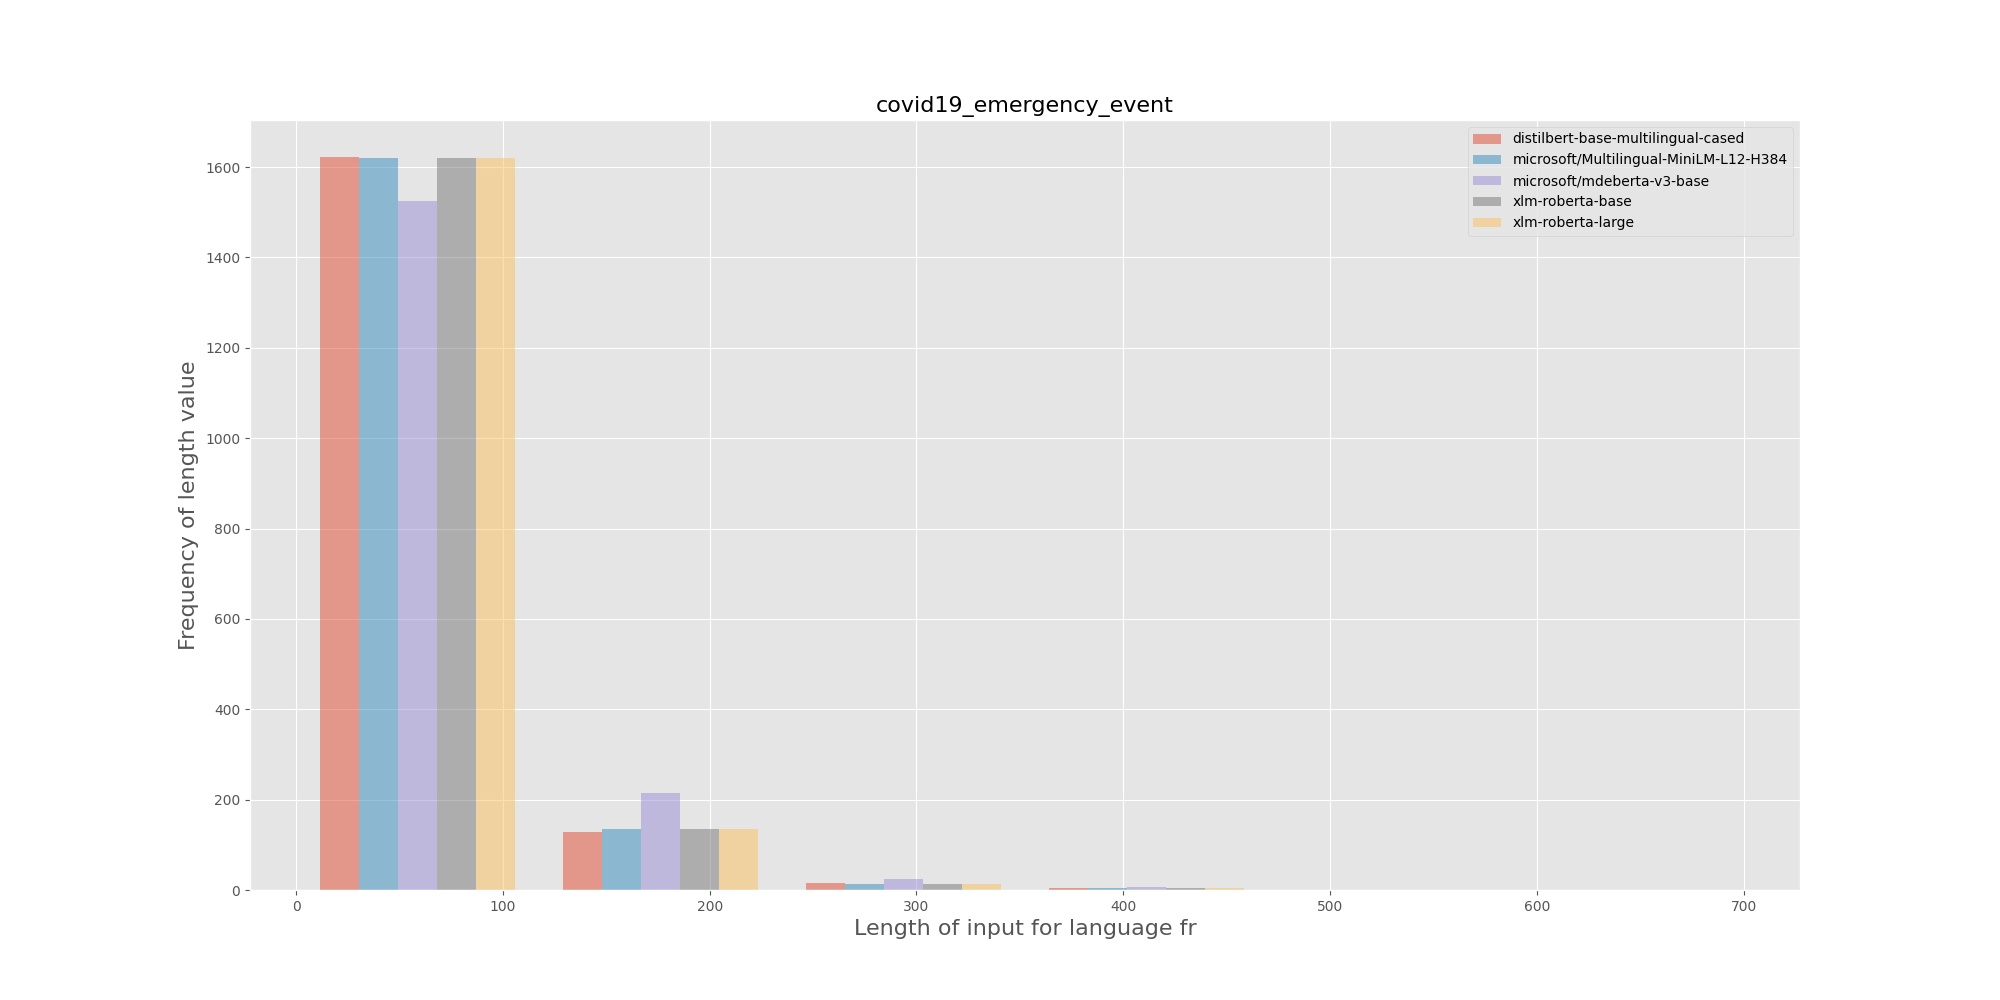 covid19_emergency_event
distilbert-base-multilingual-cased
microsoft/Multilingual-MiniLM-L12-H384
microsoft/mdeberta-v3-base
xlm-roberta-base
xlm-roberta-large
Frequency of length value
1600
1400
1200
1000
800
600
400
200
0
0 100 200 300 400 500 600 700
Length of input for language fr